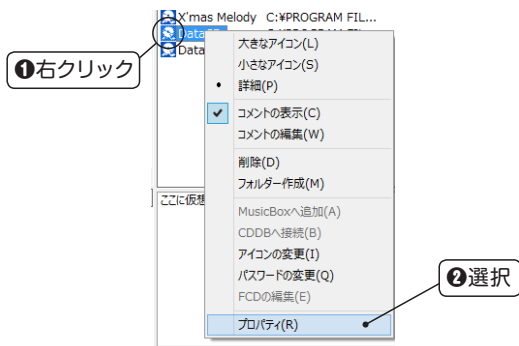 X'mas Melody C:¥PROGRAM FIL...
Data
Data
❶右クリック
大きなアイコン(L)
小さなアイコン(S)
• 詳細(P)
✔ コメントの表示(C)
コメントの編集(W)
削除(D)
フォルダー作成(M)
ここに仮想
MusicBoxへ追加(A)
CDDBへ接続(B)
アイコンの変更(I)
パスワードの変更(Q)
FCDの編集(E)
❷選択
プロパティ(R)